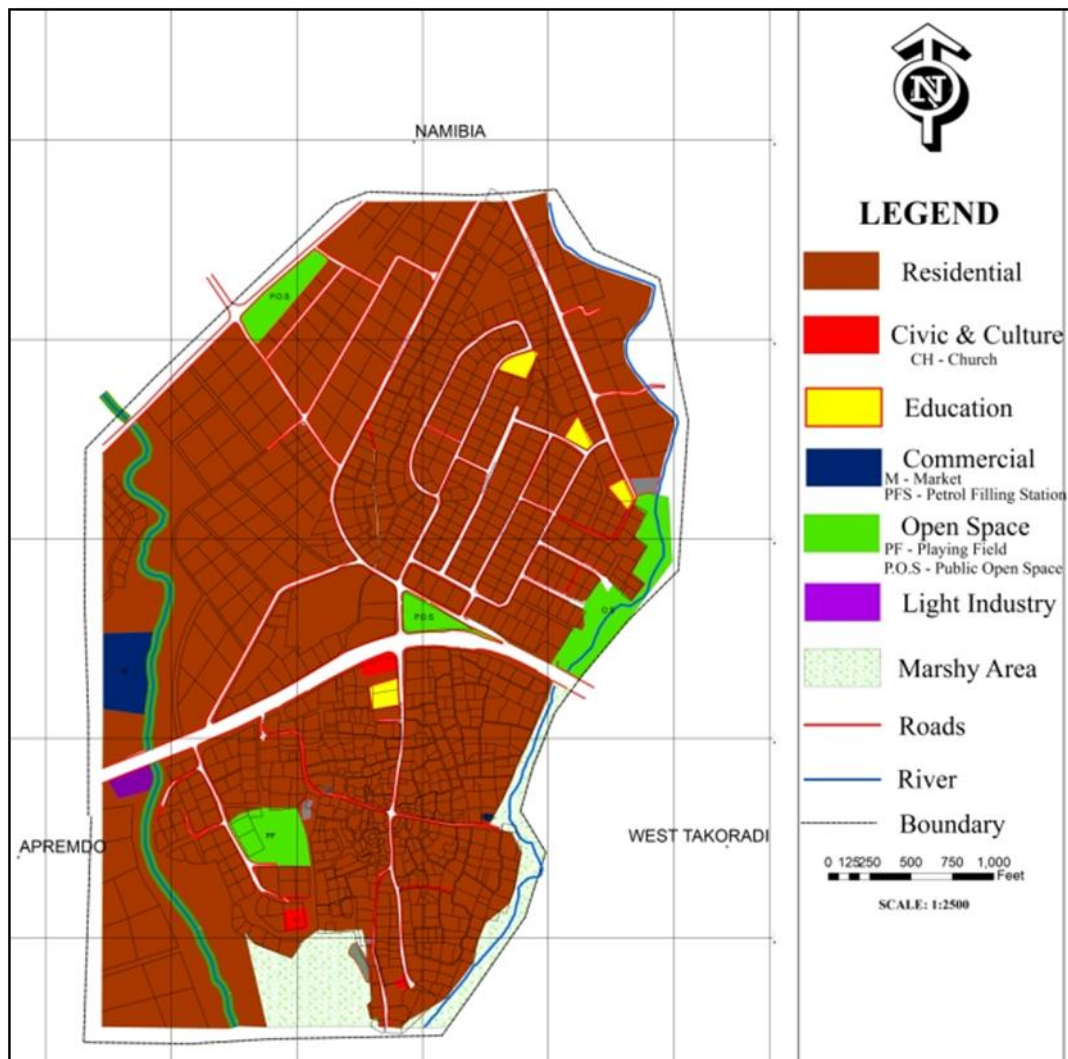 NAMIBIA
P.O.S
P.O.S
O.S
PF
APREMDO
WEST TAKORADI
N
LEGEND
Residential
Civic & Culture
CH - Church
Education
Commercial
M - Market
PFS - Petrol Filling Station
Open Space
PF - Playing Field
P.O.S - Public Open Space
Light Industry
Marshy Area
Roads
River
Boundary
0 125250 500 750 1,000
Feet
SCALE: 1:2500